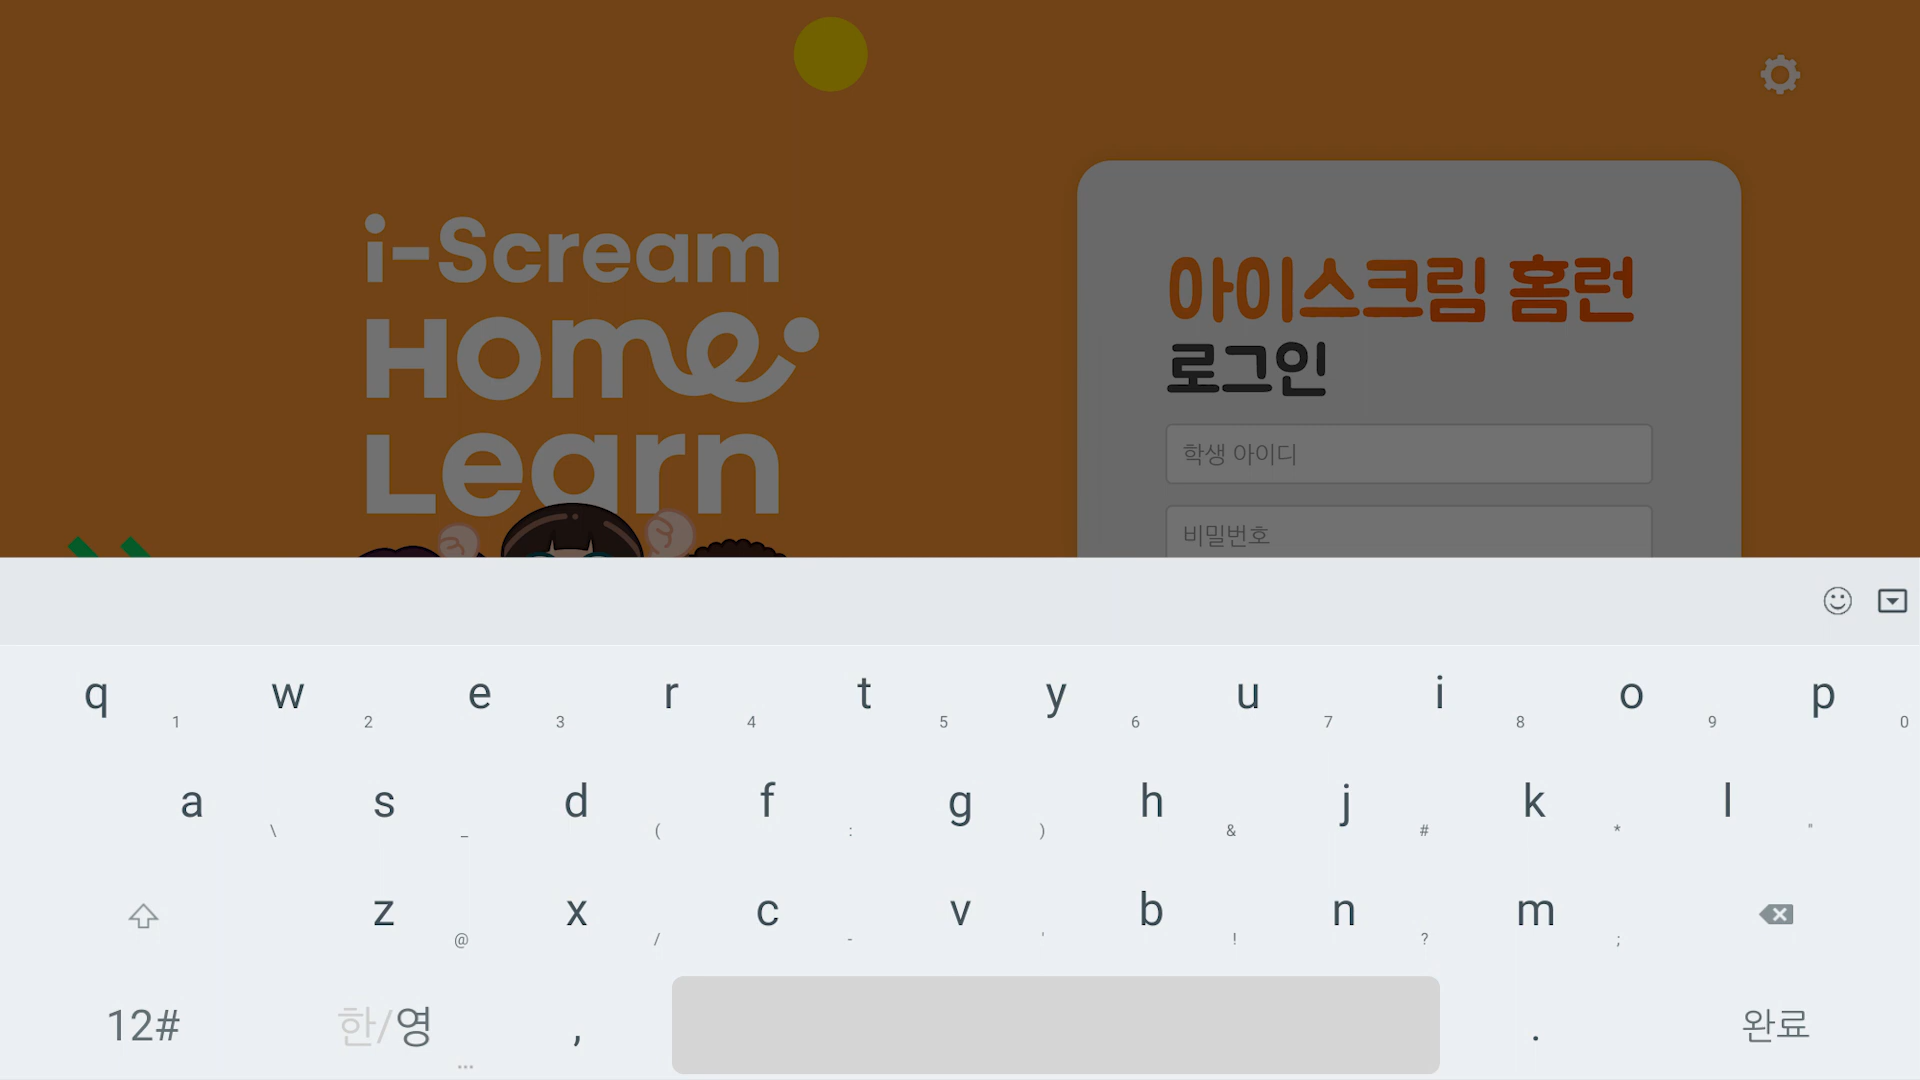 i-Scream
Home
Learn
아이스크림 홈런
로그인
학생 아이디
비밀번호
q 1 w 2 e 3 r 4 t 5 y 6 u 7 i 8 o 9 p 0
a \ s _ d ( f : g ) h & j # k * l "
z @ x / c - v ' b ! n ? m ;
12# 한/영 ... , . 완료